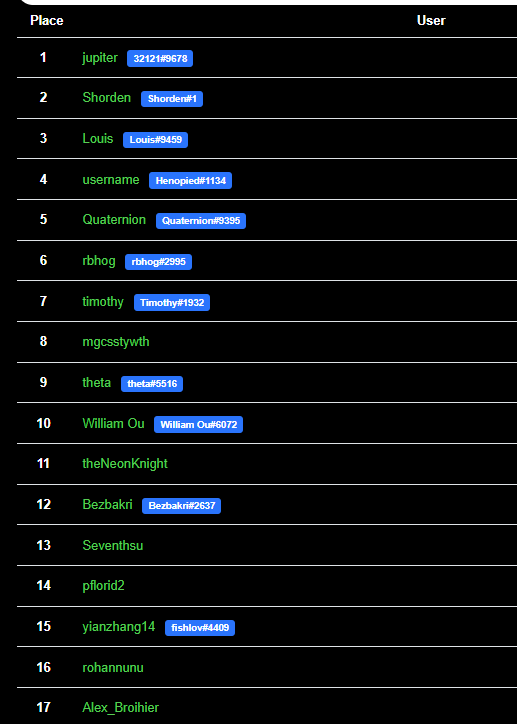 Place User
1 jupiter 32121#9678
2 Shorden Shorden#1
3 Louis Louis#9459
4 username Henopied#1134
5 Quaternion Quaternion#9395
6 rbhog rbhog#2995
7 timothy Timothy#1932
8 mgcsstywth
9 theta theta#5516
10 William Ou William Ou#6072
11 theNeonKnight
12 Bezbakri Bezbakri#2637
13 Seventhsu
14 pflorid2
15 yianzhang14 fishlov#4409
16 rohannunu
17 Alex_Broihier